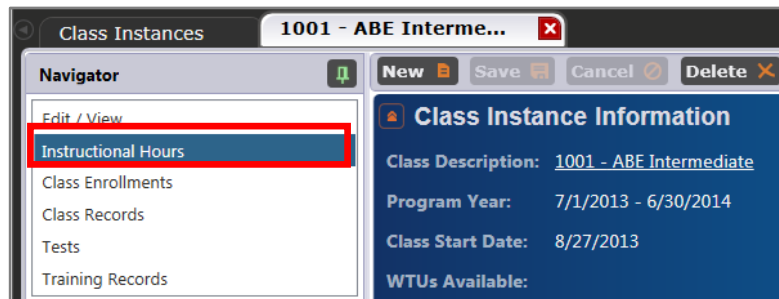 Class Instances 1001 - ABE Interme...
Navigator
New Save Cancel Delete
Edit / View
Instructional Hours
Class Enrollments
Class Records
Tests
Training Records
Class Instance Information
Class Description: 1001 - ABE Intermediate
Program Year: 7/1/2013 - 6/30/2014
Class Start Date: 8/27/2013
WTUs Available: